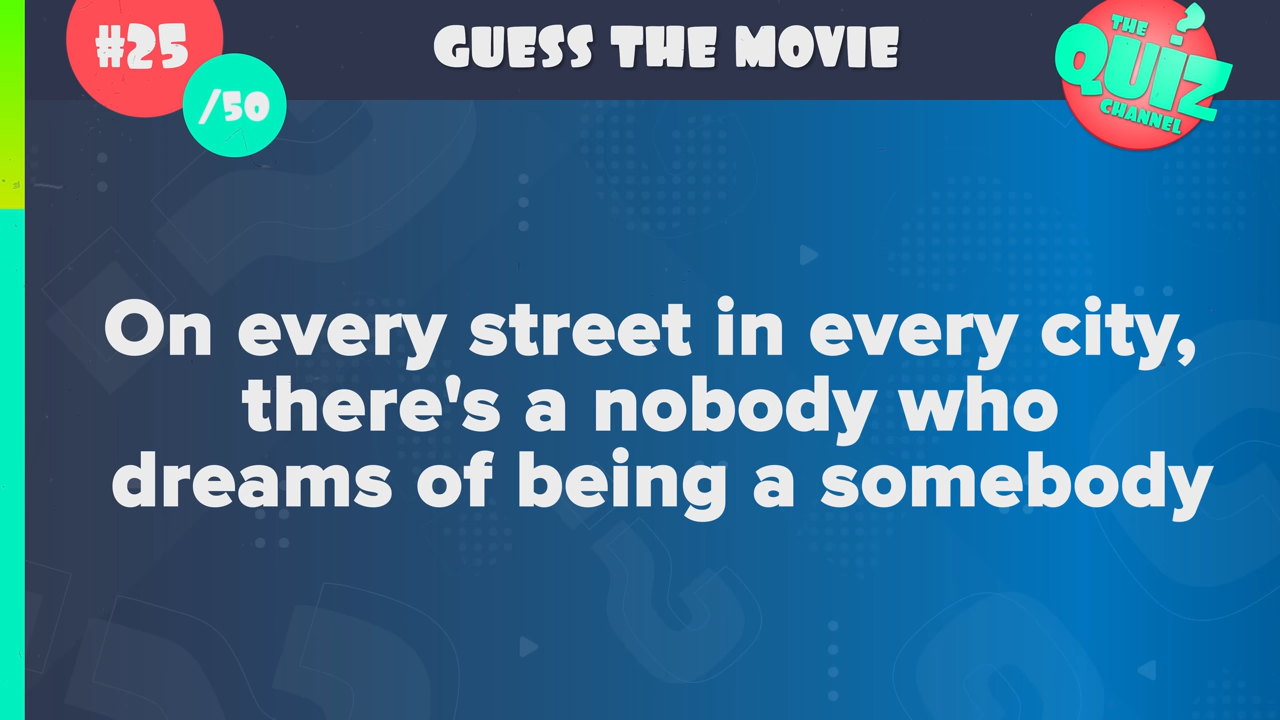 #25
/50
GUESS THE MOVIE
THE
QUIZ
CHANNEL
On every street in every city,
there's a nobody who
dreams of being a somebody